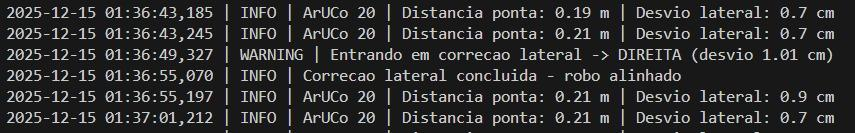 2025-12-15 01:36:43,185 | INFO | ArUCo 20 | Distancia ponta: 0.19 m | Desvio lateral: 0.7 cm
2025-12-15 01:36:43,245 | INFO | ArUCo 20 | Distancia ponta: 0.21 m | Desvio lateral: 0.7 cm
2025-12-15 01:36:49,327 | WARNING | Entrando em correcao lateral -> DIREITA (desvio 1.01 cm)
2025-12-15 01:36:55,070 | INFO | Correcao lateral concluida - robo alinhado
2025-12-15 01:36:55,197 | INFO | ArUCo 20 | Distancia ponta: 0.21 m | Desvio lateral: 0.9 cm
2025-12-15 01:37:01,212 | INFO | ArUCo 20 | Distancia ponta: 0.21 m | Desvio lateral: 0.7 cm